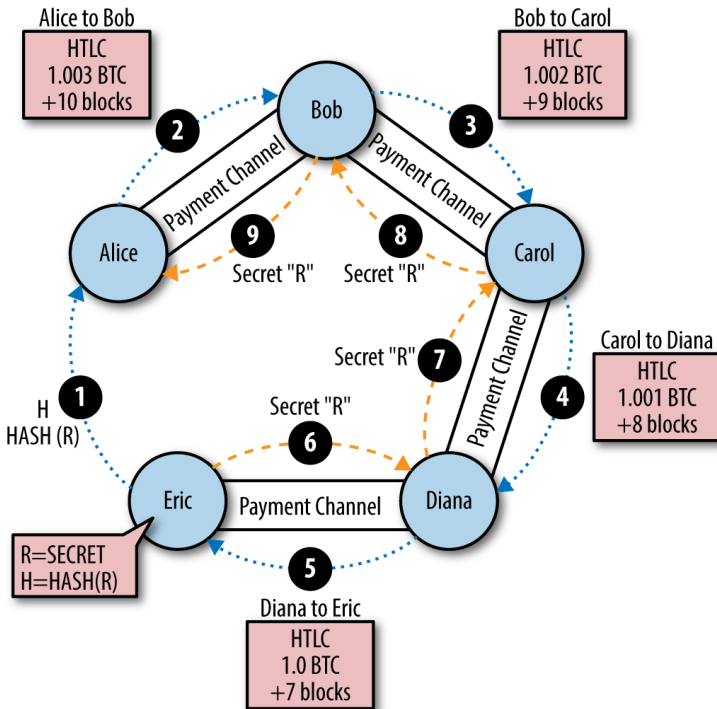 Alice to Bob
HTLC
1.003 BTC
+10 blocks
Bob to Carol
HTLC
1.002 BTC
+9 blocks
2
Bob
3
Payment Channel
Payment Channel
Alice
9
8
Carol
Secret "R"
Secret "R"
Secret "R"
7
Payment Channel
Carol to Diana
HTLC
1.001 BTC
+8 blocks
4
1
H
HASH (R)
Secret "R"
6
Eric
Payment Channel
Diana
R=SECRET
H=HASH(R)
5
Diana to Eric
HTLC
1.0 BTC
+7 blocks